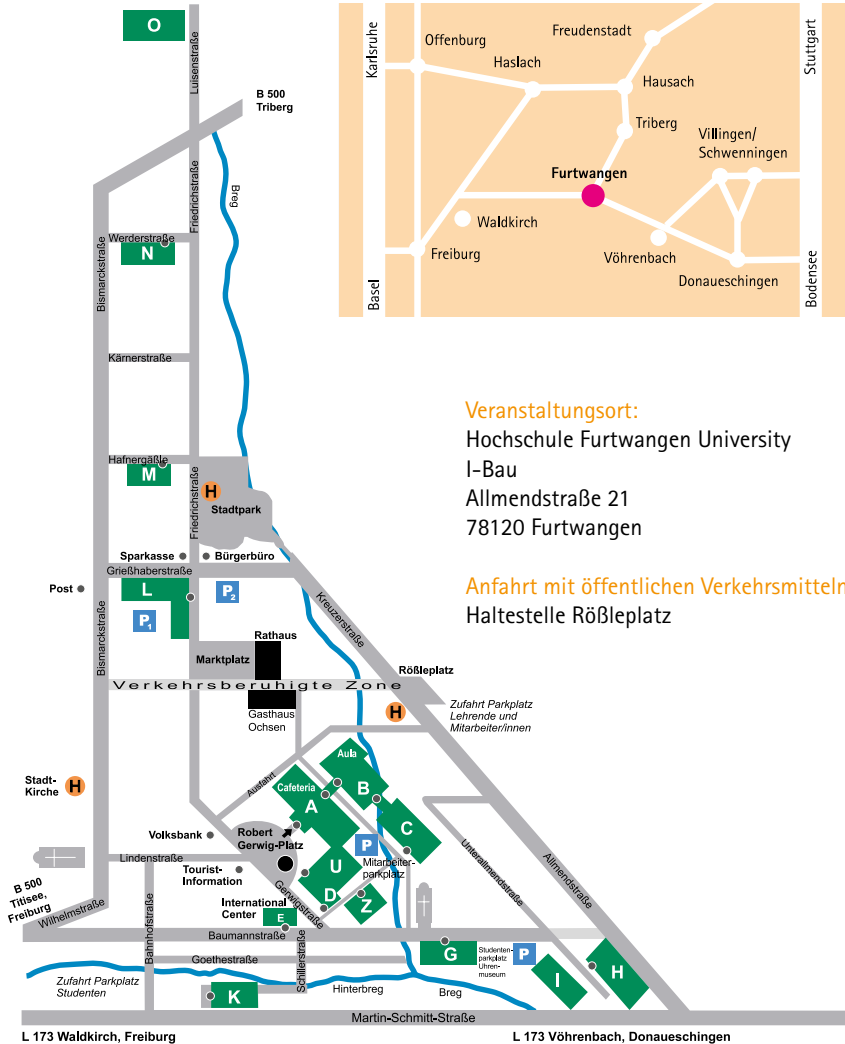 O
Luisenstraße
B 500
Triberg
Friedrichstraße
Breg
Bismarckstraße
Werderstraße
N
Kärnerstraße
Hafnergäßle
M
H
Stadtpark
Friedrichstraße
Sparkasse
Bürgerbüro
Grießhaberstraße
Post
L
P1
P2
Kreuzerstraße
Bismarckstraße
Rathaus
Marktplatz
Rößleplatz
Verkehrsberuhigte Zone
Gasthaus
Ochsen
H
Zufahrt Parkplatz
Lehrende und
Mitarbeiter/innen
Stadt-
Kirche
H
Ausfahrt
Aula
Cafeteria
A
B
C
Volksbank
Robert
Gerwig-Platz
P
Mitarbeiter-
parkplatz
Lindenstraße
Tourist-
Information
U
D
Z
Unterallmendstraße
Allmendstraße
B 500
Titisee,
Freiburg
Wilhelmstraße
Bahnhofstraße
International
Center
E
Gerwigstraße
Baumannstraße
Goethestraße
Schillerstraße
G
Studenten-
parkplatz
Uhren-
museum
P
I
H
Zufahrt Parkplatz
Studenten
K
Hinterbreg
Breg
Martin-Schmitt-Straße
L 173 Waldkirch, Freiburg
L 173 Vöhrenbach, Donaueschingen
Karlsruhe
Offenburg
Freudenstadt
Stuttgart
Haslach
Hausach
Triberg
Villingen/
Schwenningen
Furtwangen
Waldkirch
Freiburg
Vöhrenbach
Donaueschingen
Basel
Bodensee
Veranstaltungsort:
Hochschule Furtwangen University
I-Bau
Allmendstraße 21
78120 Furtwangen
Anfahrt mit öffentlichen Verkehrsmitteln
Haltestelle Rößleplatz